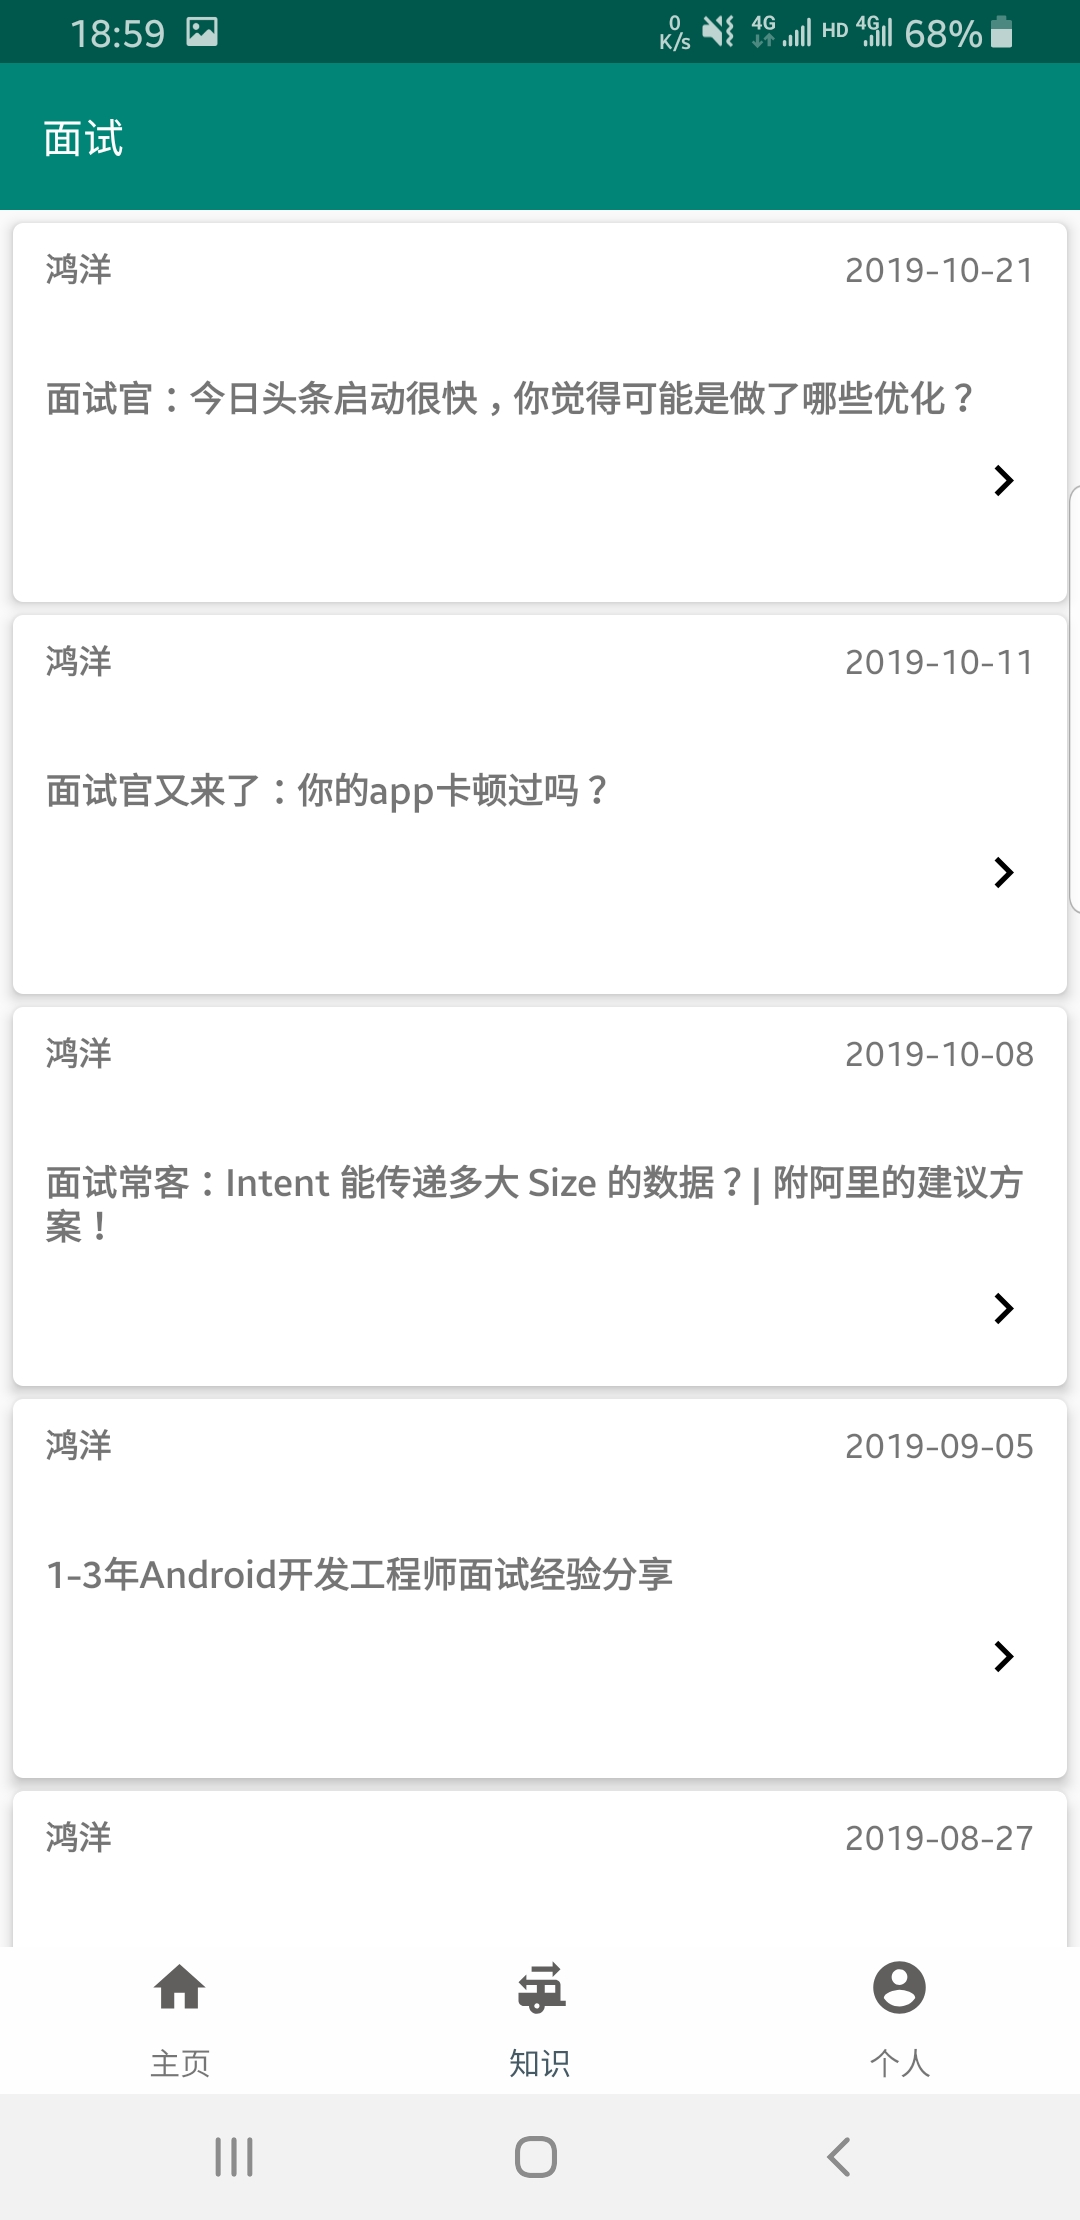 18:59
0
K/s
4G
HD
4G
68%
面试
鸿洋
2019-10-21
面试官：今日头条启动很快，你觉得可能是做了哪些优化？
鸿洋
2019-10-11
面试官又来了：你的app卡顿过吗？
鸿洋
2019-10-08
面试常客：Intent 能传递多大 Size 的数据？| 附阿里的建议方
案！
鸿洋
2019-09-05
1-3年Android开发工程师面试经验分享
鸿洋
2019-08-27
主页
知识
个人